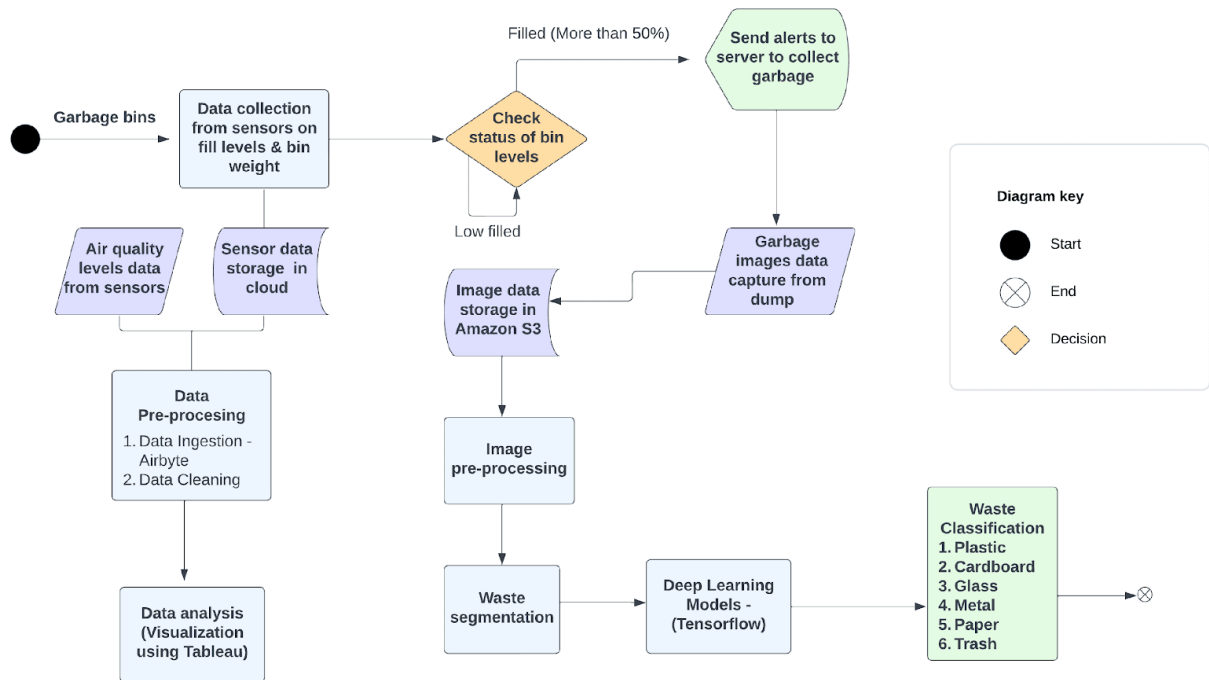 Filled (More than 50%)
Send alerts to
server to collect
garbage
Garbage bins
Data collection
from sensors on
fill levels & bin
weight
Check
status of bin
levels
Low filled
Diagram key
Start
End
Decision
Air quality
levels data
from sensors
Sensor data
storage in
cloud
Garbage
images data
capture from
dump
Image data
storage in
Amazon S3
Data
Pre-procesing
1. Data Ingestion -
Airbyte
2. Data Cleaning
Image
pre-processing
Data analysis
(Visualization
using Tableau)
Waste
segmentation
Deep Learning
Models -
(Tensorflow)
Waste
Classification
1. Plastic
2. Cardboard
3. Glass
4. Metal
5. Paper
6. Trash